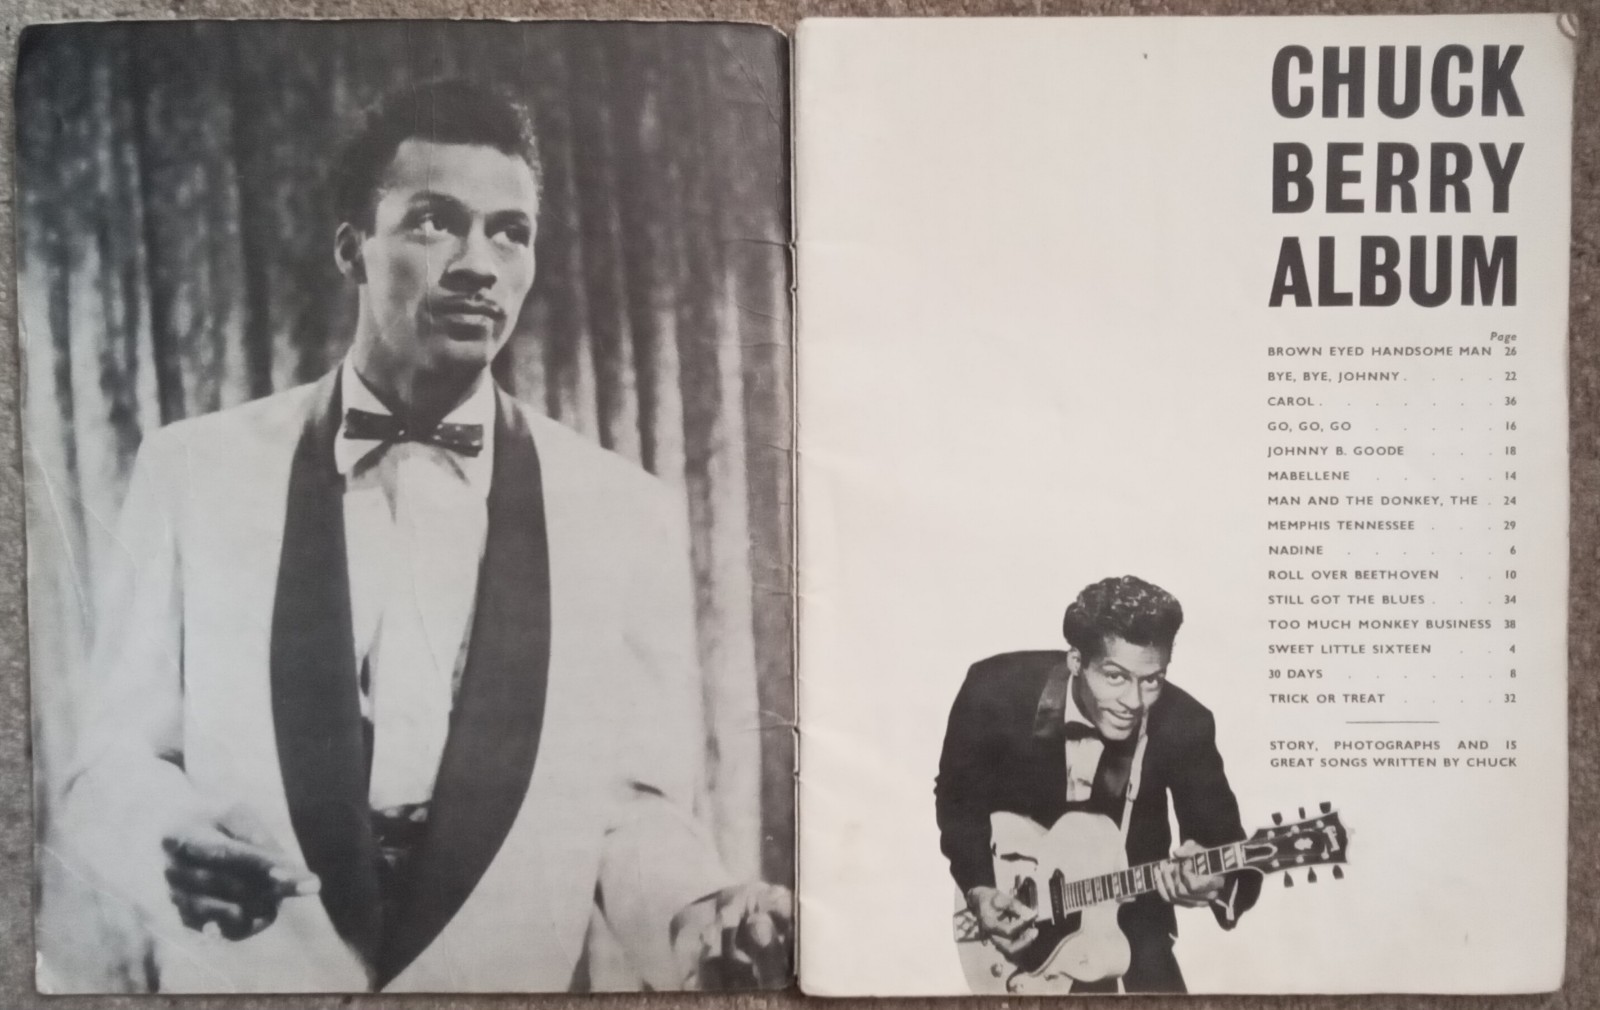 CHUCK
BERRY
ALBUM
Page
BROWN EYED HANDSOME MAN 26
BYE, BYE, JOHNNY . . . . 22
CAROL . . . . . . . 36
GO, GO, GO . . . . . 16
JOHNNY B. GOODE . . . 18
MABELLENE . . . . . 14
MAN AND THE DONKEY, THE . 24
MEMPHIS TENNESSEE . . . 29
NADINE . . . . . . 6
ROLL OVER BEETHOVEN . . 10
STILL GOT THE BLUES . . . 34
TOO MUCH MONKEY BUSINESS 38
SWEET LITTLE SIXTEEN . . 4
30 DAYS . . . . . . 8
TRICK OR TREAT . . . . 32
STORY, PHOTOGRAPHS AND 15
GREAT SONGS WRITTEN BY CHUCK